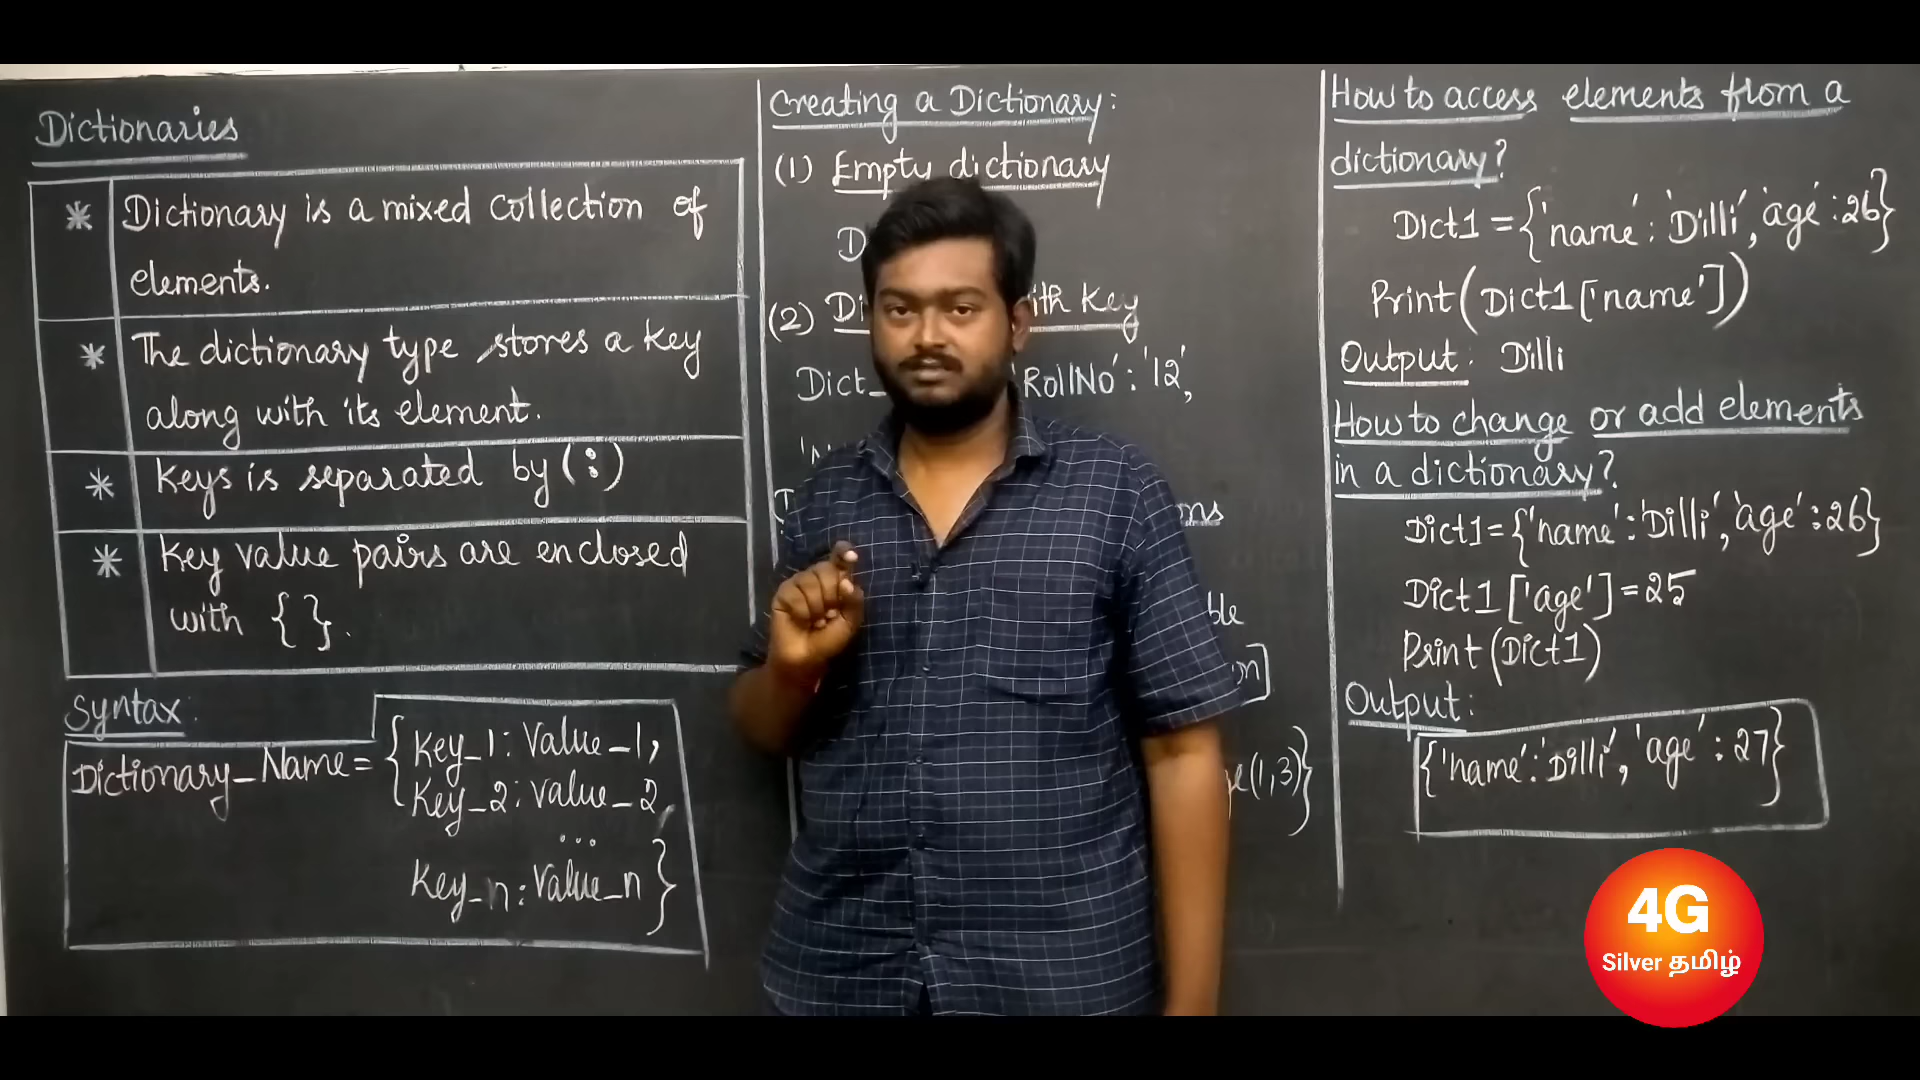 Dictionaries
* Dictionary is a mixed collection of
elements.
* The dictionary type stores a key
along with its element.
* Keys is separated by (:)
* Key value pairs are enclosed
with { }.
Syntax:
Dictionary_Name = { Key_1: Value_1,
Key_2: Value_2,
...
Key_n: Value_n }
Creating a Dictionary:
(1) Empty dictionary
(2) Key
Dict_ 'RollNo': '12',
How to access elements from a
dictionary?
Dict1 = {'name': 'Dilli', 'age': 26}
Print(Dict1['name'])
Output: Dilli
How to change or add elements
in a dictionary?
Dict1 = {'name': 'Dilli', 'age': 26}
Dict1['age'] = 25
Print(Dict1)
Output:
{'name': 'Dilli', 'age': 27}
4G
Silver தமிழ்